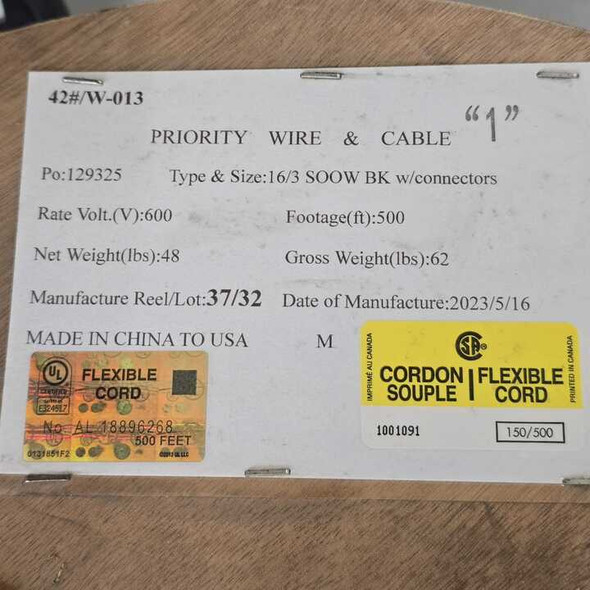 42#/W-013
PRIORITY WIRE & CABLE "1"
Po:129325 Type & Size:16/3 SOOW BK w/connectors
Rate Volt.(V):600 Footage(ft):500
Net Weight(lbs):48 Gross Weight(lbs):62
Manufacture Reel/Lot:37/32 Date of Manufacture:2023/5/16
MADE IN CHINA TO USA M
UL
FLEXIBLE
CORD
No AL 18896268
500 FEET
IMPRIMÉ AU CANADA
CORDON
SOUPLE
FLEXIBLE
CORD
PRINTED IN CANADA
1001091
150/500